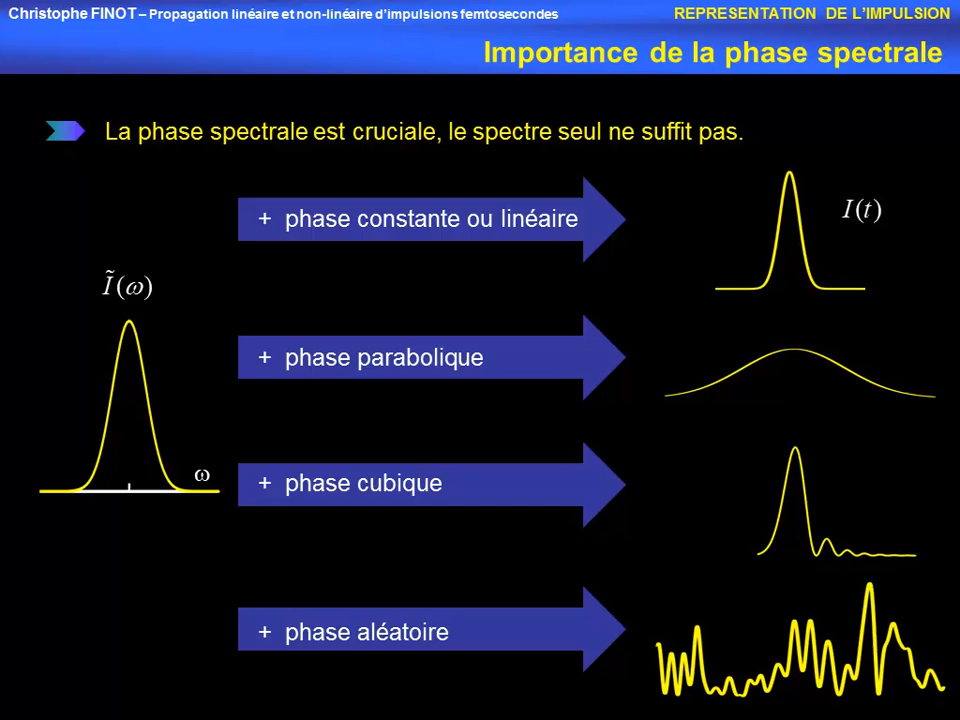 Christophe FINOT – Propagation linéaire et non-linéaire d'impulsions femtosecondes
REPRESENTATION DE L'IMPULSION
Importance de la phase spectrale
La phase spectrale est cruciale, le spectre seul ne suffit pas.
+ phase constante ou linéaire
I(t)
Ĩ(ω)
+ phase parabolique
ω
+ phase cubique
+ phase aléatoire